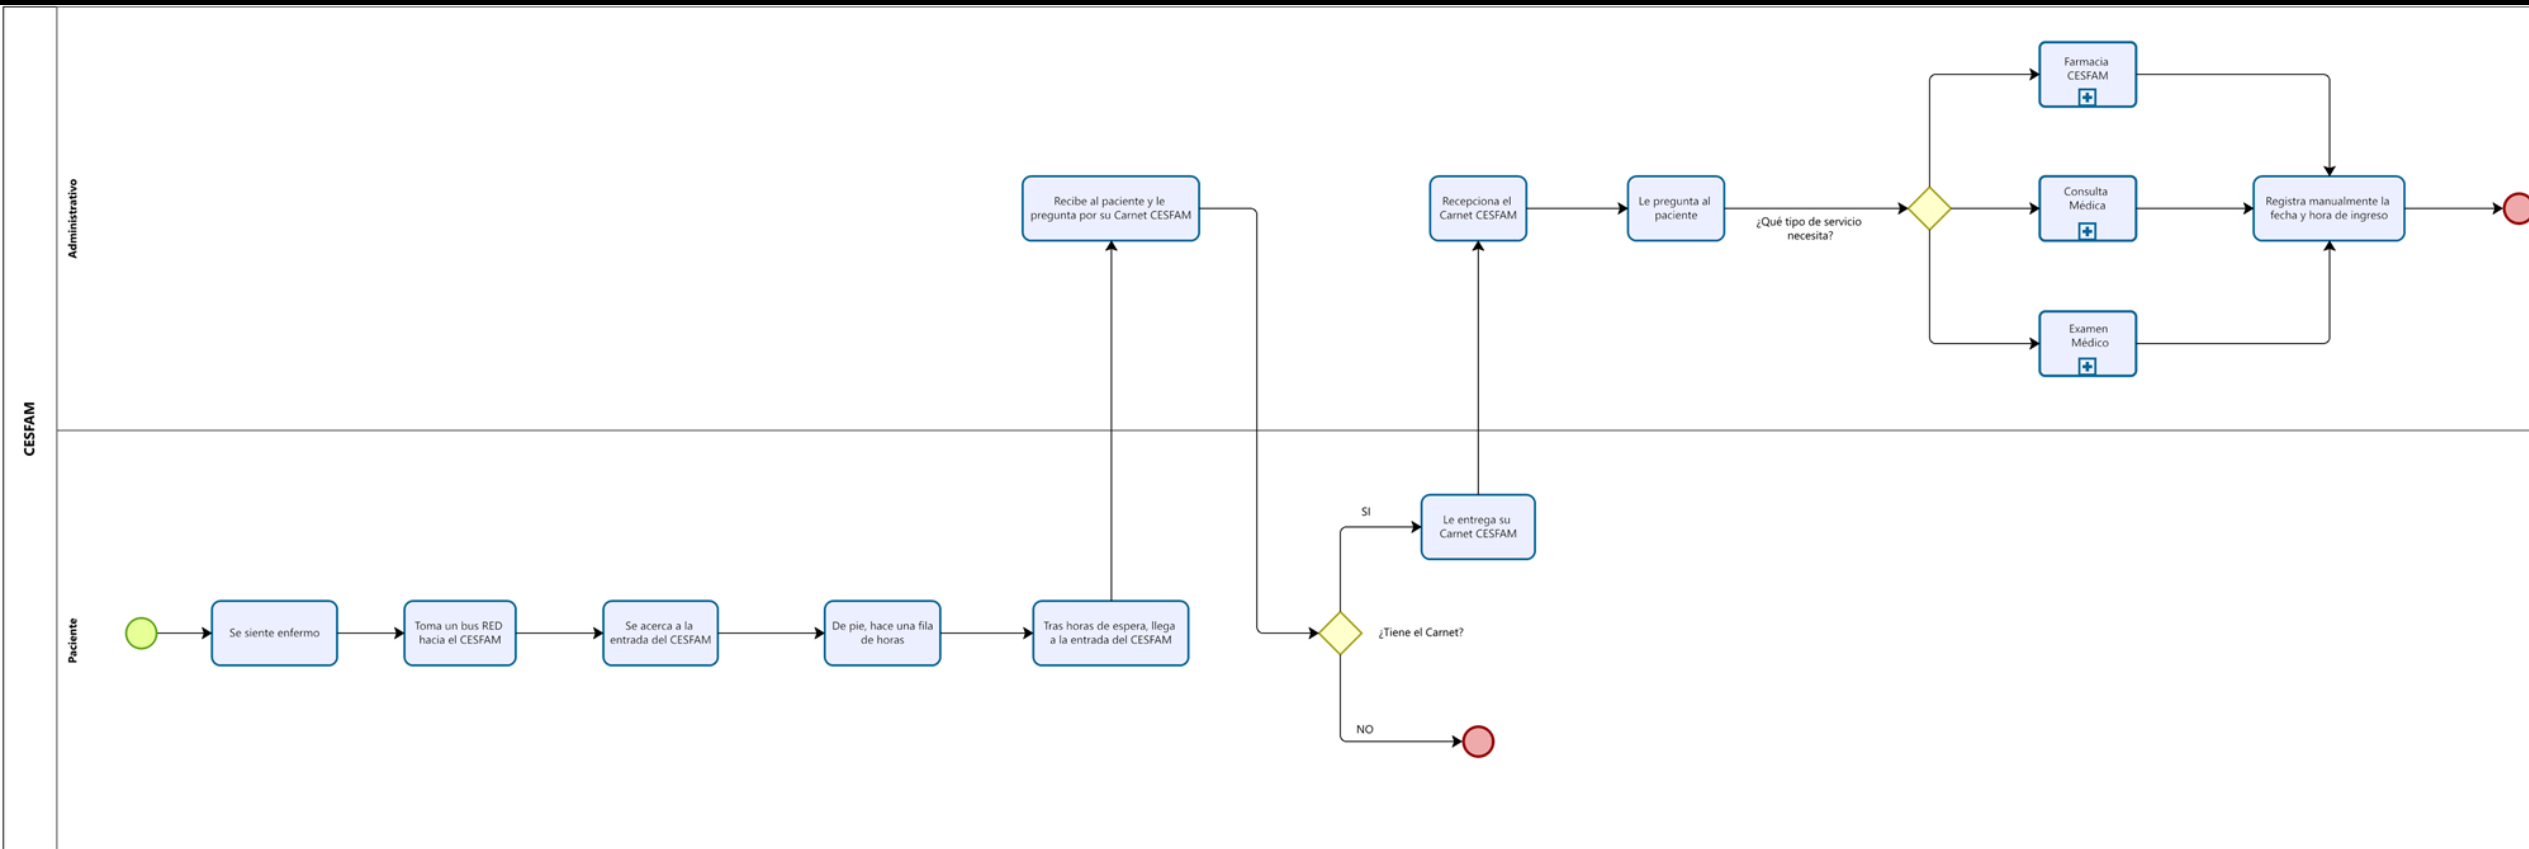 CESFAM
Administrativo
Paciente
Se siente enfermo
Toma un bus RED
hacia el CESFAM
Se acerca a la
entrada del CESFAM
De pie, hace una fila
de horas
Tras horas de espera, llega
a la entrada del CESFAM
Recibe al paciente y le
pregunta por su Carnet CESFAM
¿Tiene el Carnet?
SI
NO
Le entrega su
Carnet CESFAM
Recepciona el
Carnet CESFAM
Le pregunta al
paciente
¿Qué tipo de servicio
necesita?
Farmacia
CESFAM
Consulta
Médica
Examen
Médico
Registra manualmente la
fecha y hora de ingreso